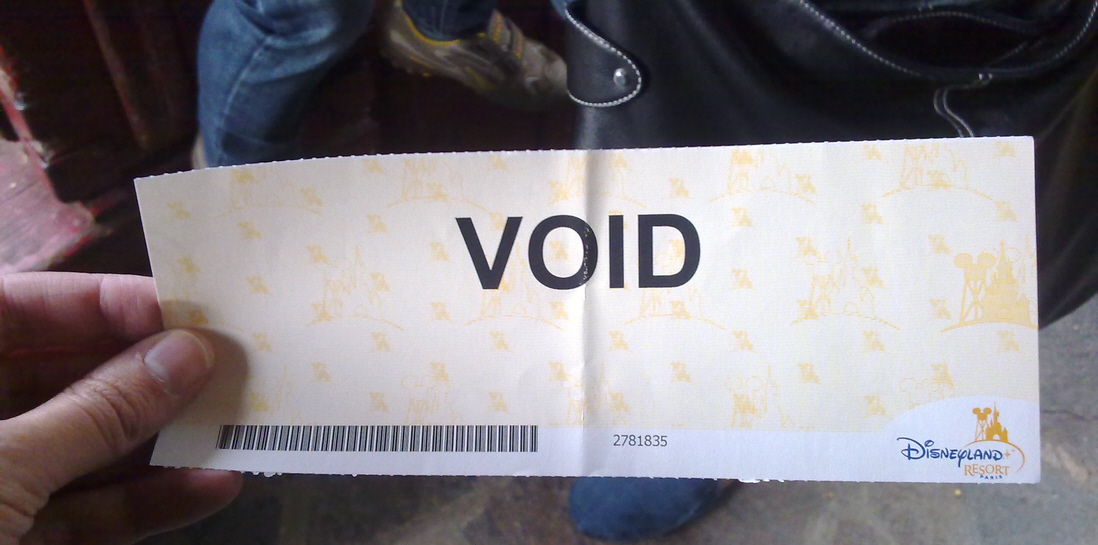 VOID
2781835
Disneyland
RESORT
PARIS